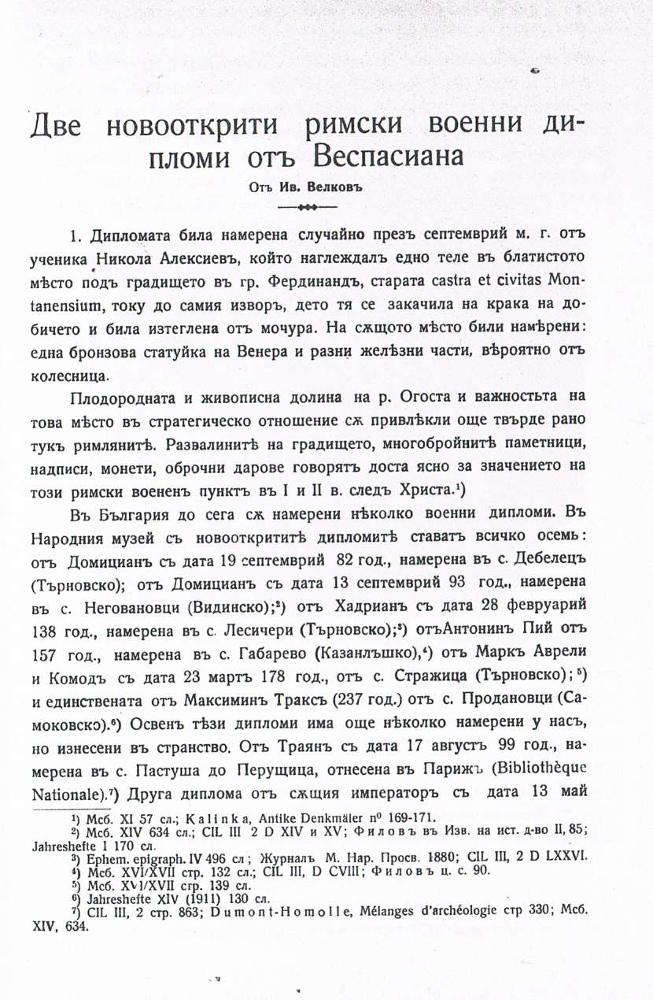 Две новооткрити римски военни ди-
пломи отъ Веспасиана
Отъ Ив. Велковъ
1. Дипломата била намерена случайно презъ септемврий м. г. отъ
ученика Никола Алексиевъ, който наглеждалъ едно теле въ блатистото
мѣсто подъ градището въ гр. Фердинандъ, старата castra et civitas Mon-
tanensium, току до самия изворъ, дето тя се закачила на крака на до-
бичето и била изтеглена отъ мочура. На сѫщото мѣсто били намѣрени:
една бронзова статуйка на Венера и разни желѣзни части, вѣроятно отъ
колесница.
Плодородната и живописна долина на р. Огоста и важностьта на
това мѣсто въ стратегическо отношение сѫ привлѣкли още твърде рано
тукъ римлянитѣ. Развалинитѣ на градището, многобройнитѣ паметници,
надписи, монети, оброчни дарове говорятъ доста ясно за значението на
този римски воененъ пунктъ въ I и II в. следъ Христа.¹)
Въ България до сега сѫ намерени нѣколко военни дипломи. Въ
Народния музей съ новооткрититѣ дипломитѣ ставатъ всичко осемь:
отъ Домицианъ съ дата 19 септемврий 82 год., намерена въ с. Дебелецъ
(Търновско); отъ Домицианъ съ дата 13 септемврий 93 год., намерена
въ с. Неговановци (Видинско);²) отъ Хадрианъ съ дата 28 февруарий
138 год., намерена въ с. Лесичери (Търновско);³) отъАнтонинъ Пий отъ
157 год., намерена въ с. Габарево (Казанлъшко),⁴) отъ Маркъ Аврели
и Комодъ съ дата 23 мартъ 178 год., отъ с. Стражица (Търновско);⁵)
и единствената отъ Максиминъ Траксъ (237 год.) отъ с. Продановци (Са-
моковско).⁶) Освенъ тѣзи дипломи има още нѣколко намерени у насъ,
но изнесени въ странство. Отъ Траянъ съ дата 17 августъ 99 год., на-
мерена въ с. Пастуша до Перущица, отнесена въ Парижъ (Bibliothèque
Nationale).⁷) Друга диплома отъ сѫщия императоръ съ дата 13 май
¹) Мсб. XI 57 сл.; Kalinka, Antike Denkmäler nº 169-171.
²) Мсб. XIV 634 сл.; CIL III 2 D XIV и XV; Филовъ въ Изв. на ист. д-во II, 85;
Jahreshefte I 170 сл.
³) Ephem. epigraph. IV 496 сл; Журналъ М. Нар. Просв. 1880; CIL III, 2 D LXXVI.
⁴) Мсб. XVI/XVII стр. 132 сл.; CIL III, D CVIII; Филовъ ц. с. 90.
⁵) Мсб. XVI/XVII стр. 139 сл.
⁶) Jahreshefte XIV (1911) 130 сл.
⁷) CIL III, 2 стр. 863; Dumont-Homolle, Mélanges d'archéologie стр 330; Мсб.
XIV, 634.